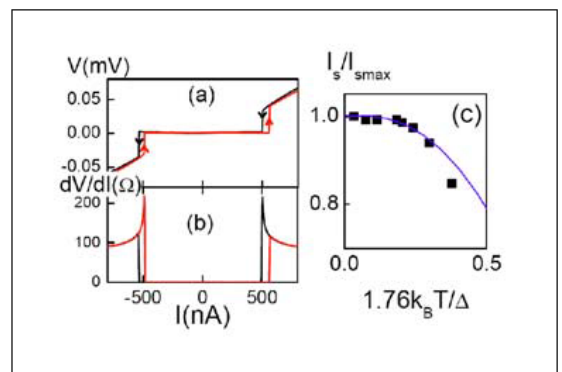 V(mV)
0.05
0.00
-0.05
(a)
dV/dI(Ω)
200
100
0
(b)
-500 0 500
I(nA)
I_s/I_smax
1.0
0.8
(c)
0.0 0.5
1.76k_BT/Δ